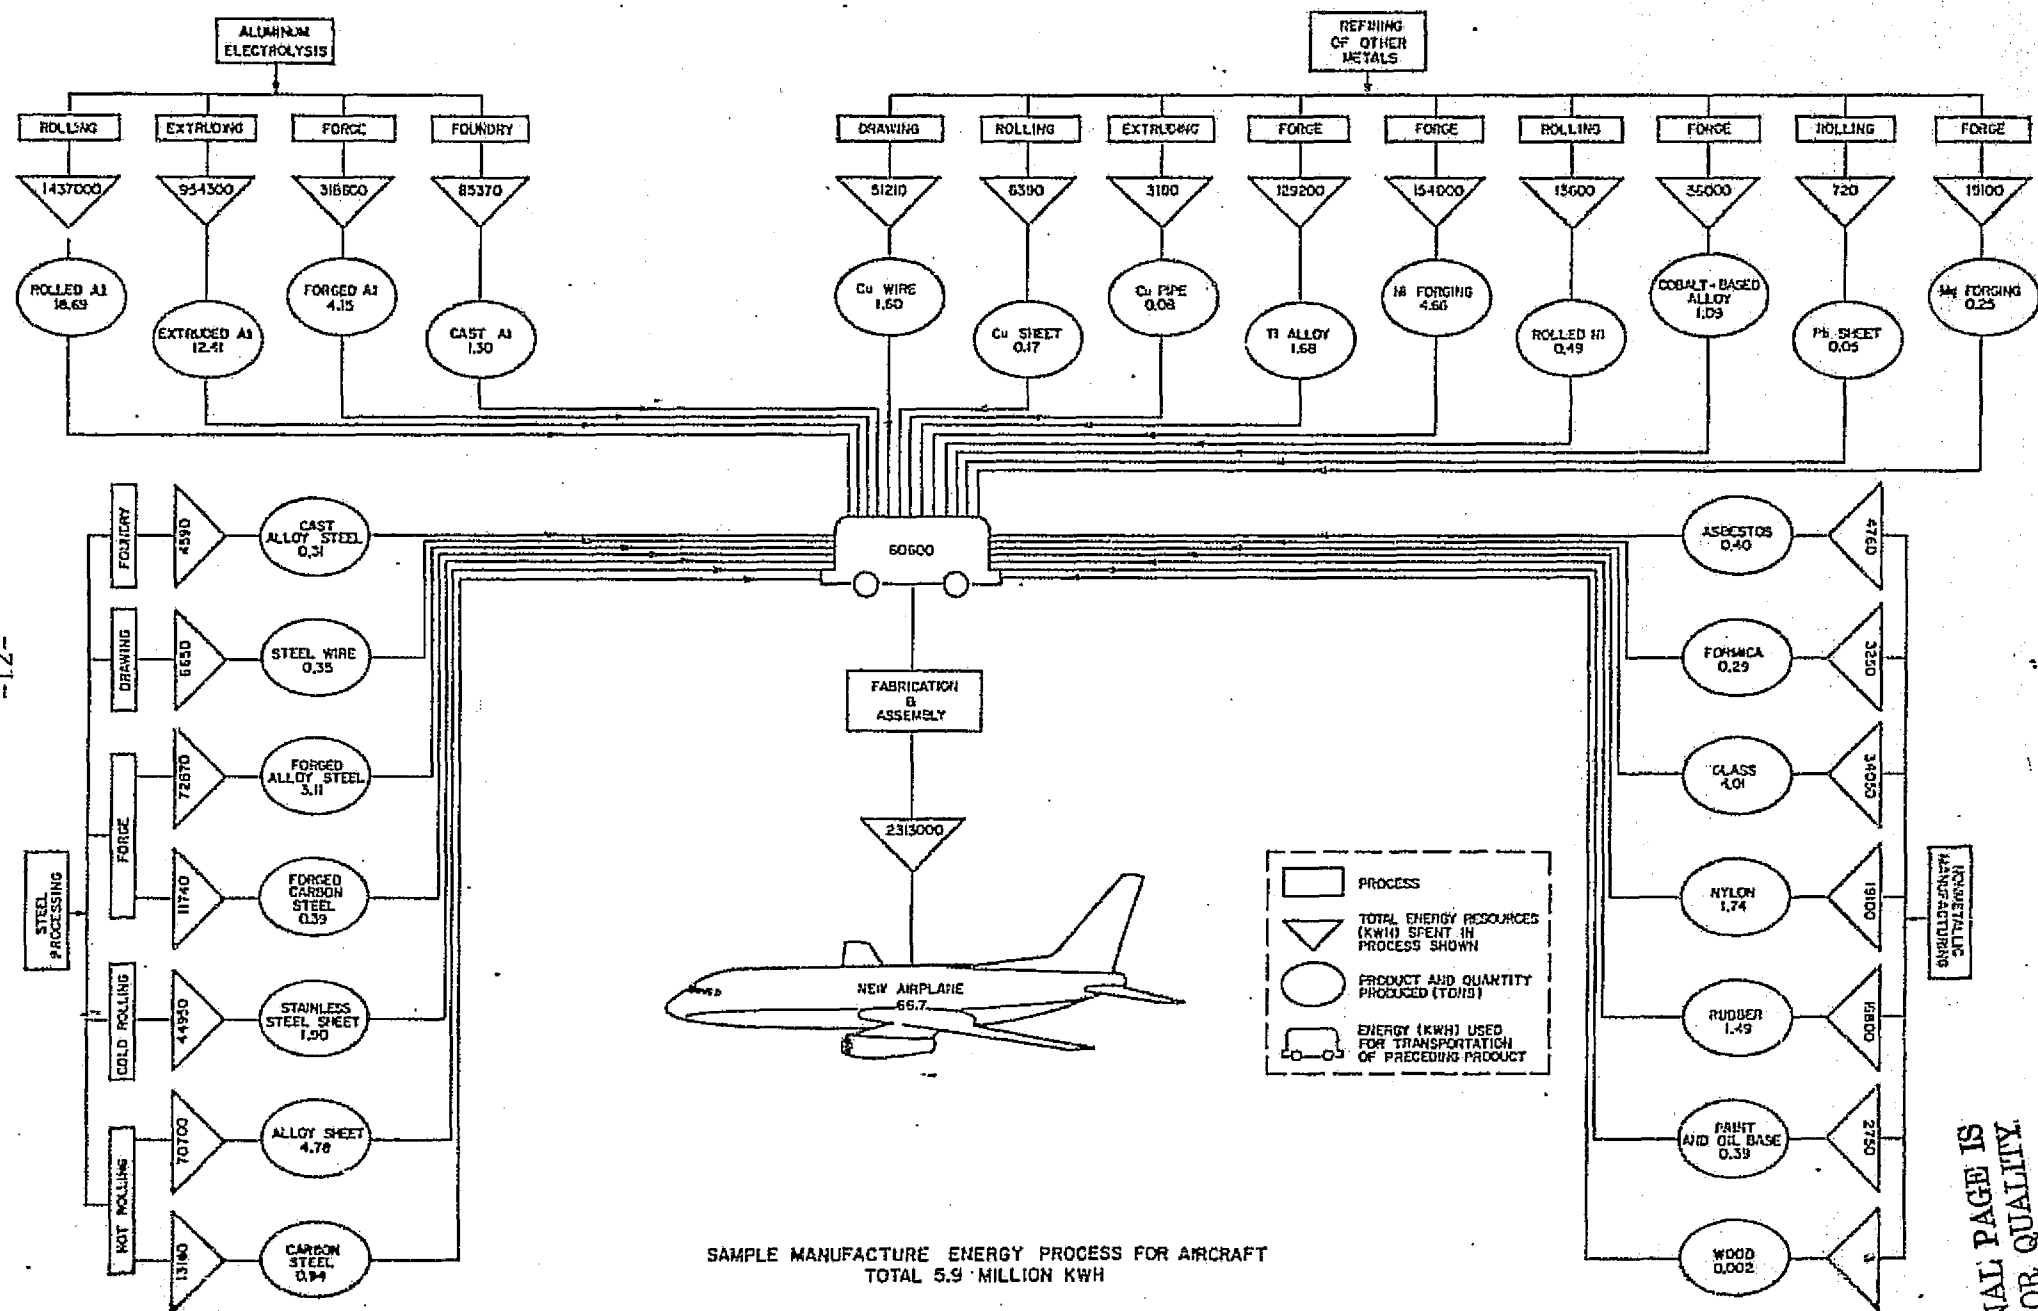 ALUMINUM
ELECTROLYSIS
REFINING
OF OTHER
METALS
ROLLING
EXTRUDING
FORGE
FOUNDRY
DRAWING
ROLLING
EXTRUDING
FORGE
FORGE
ROLLING
FORGE
ROLLING
FORGE
1437000
954300
85370
51210
129200
154000
35000
720
19100
ROLLED Al
18.69
EXTRUDED Al
12.41
FORGED Al
4.15
CAST Al
1.30
Cu WIRE
1.60
Cu SHEET
0.17
Cu PIPE
0.08
Ti ALLOY
1.68
Ni FORGING
4.66
ROLLED Ni
0.49
COBALT-BASED
ALLOY
1.09
Pb SHEET
0.05
Mg FORGING
0.25
STEEL
PROCESSING
FOUNDRY
4590
CAST
ALLOY STEEL
0.31
DRAWING
6650
STEEL WIRE
0.35
FORGE
72670
FORGED
ALLOY STEEL
3.11
11740
FORGED
CARBON
STEEL
0.39
COLD ROLLING
44950
STAINLESS
STEEL SHEET
1.90
HOT ROLLING
70700
ALLOY SHEET
4.78
CARBON
STEEL
60600
FABRICATION
&
ASSEMBLY
2313000
NEW AIRPLANE
66.7
ASBESTOS
0.40
4760
FORMICA
0.29
3250
GLASS
34050
NYLON
1.74
19100
RUBBER
1.49
16800
PAINT
AND OIL BASE
0.39
2750
WOOD
0.002
3
NONMETALLIC
MANUFACTURING
PROCESS
TOTAL ENERGY RESOURCES
(KWH) SPENT IN
PROCESS SHOWN
PRODUCT AND QUANTITY
PRODUCED (TONS)
ENERGY (KWH) USED
FOR TRANSPORTATION
OF PRECEDING PRODUCT
SAMPLE MANUFACTURE ENERGY PROCESS FOR AIRCRAFT
TOTAL 5.9 MILLION KWH
-12-
NAL PAGE IS
OR QUALITY